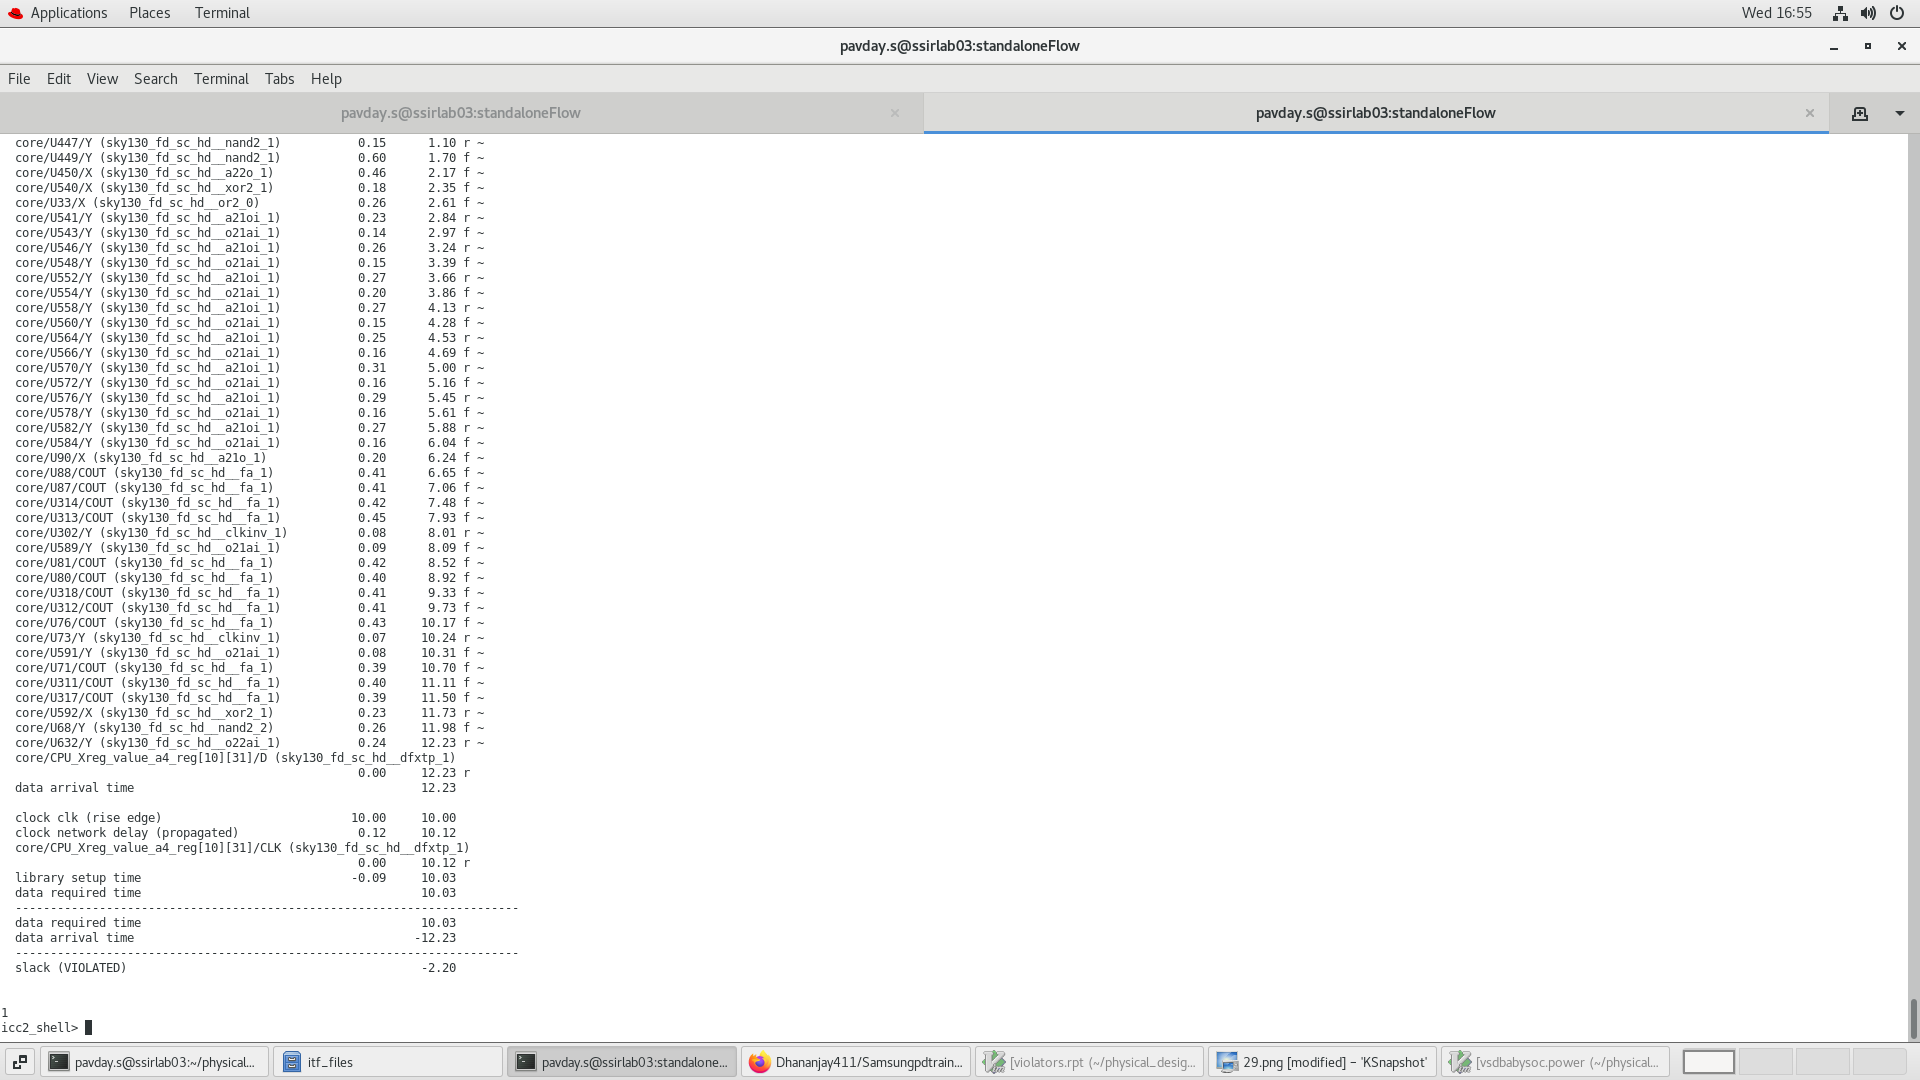 Applications Places Terminal Wed 16:55
pavday.s@ssirlab03:standaloneFlow
File Edit View Search Terminal Tabs Help
pavday.s@ssirlab03:standaloneFlow × pavday.s@ssirlab03:standaloneFlow ×
core/U447/Y (sky130_fd_sc_hd__nand2_1) 0.15 1.10 r ~
core/U449/Y (sky130_fd_sc_hd__nand2_1) 0.60 1.70 f ~
core/U450/X (sky130_fd_sc_hd__a22o_1) 0.46 2.17 f ~
core/U540/X (sky130_fd_sc_hd__xor2_1) 0.18 2.35 f ~
core/U33/X (sky130_fd_sc_hd__or2_0) 0.26 2.61 f ~
core/U541/Y (sky130_fd_sc_hd__a21oi_1) 0.23 2.84 r ~
core/U543/Y (sky130_fd_sc_hd__o21ai_1) 0.14 2.97 f ~
core/U546/Y (sky130_fd_sc_hd__a21oi_1) 0.26 3.24 r ~
core/U548/Y (sky130_fd_sc_hd__o21ai_1) 0.15 3.39 f ~
core/U552/Y (sky130_fd_sc_hd__a21oi_1) 0.27 3.66 r ~
core/U554/Y (sky130_fd_sc_hd__o21ai_1) 0.20 3.86 f ~
core/U558/Y (sky130_fd_sc_hd__a21oi_1) 0.27 4.13 r ~
core/U560/Y (sky130_fd_sc_hd__o21ai_1) 0.15 4.28 f ~
core/U564/Y (sky130_fd_sc_hd__a21oi_1) 0.25 4.53 r ~
core/U566/Y (sky130_fd_sc_hd__o21ai_1) 0.16 4.69 f ~
core/U570/Y (sky130_fd_sc_hd__a21oi_1) 0.31 5.00 r ~
core/U572/Y (sky130_fd_sc_hd__o21ai_1) 0.16 5.16 f ~
core/U576/Y (sky130_fd_sc_hd__a21oi_1) 0.29 5.45 r ~
core/U578/Y (sky130_fd_sc_hd__o21ai_1) 0.16 5.61 f ~
core/U582/Y (sky130_fd_sc_hd__a21oi_1) 0.27 5.88 r ~
core/U584/Y (sky130_fd_sc_hd__o21ai_1) 0.16 6.04 f ~
core/U90/X (sky130_fd_sc_hd__a21o_1) 0.20 6.24 f ~
core/U88/COUT (sky130_fd_sc_hd__fa_1) 0.41 6.65 f ~
core/U87/COUT (sky130_fd_sc_hd__fa_1) 0.41 7.06 f ~
core/U314/COUT (sky130_fd_sc_hd__fa_1) 0.42 7.48 f ~
core/U313/COUT (sky130_fd_sc_hd__fa_1) 0.45 7.93 f ~
core/U302/Y (sky130_fd_sc_hd__clkinv_1) 0.08 8.01 r ~
core/U589/Y (sky130_fd_sc_hd__o21ai_1) 0.09 8.09 f ~
core/U81/COUT (sky130_fd_sc_hd__fa_1) 0.42 8.52 f ~
core/U80/COUT (sky130_fd_sc_hd__fa_1) 0.40 8.92 f ~
core/U318/COUT (sky130_fd_sc_hd__fa_1) 0.41 9.33 f ~
core/U312/COUT (sky130_fd_sc_hd__fa_1) 0.41 9.73 f ~
core/U76/COUT (sky130_fd_sc_hd__fa_1) 0.43 10.17 f ~
core/U73/Y (sky130_fd_sc_hd__clkinv_1) 0.07 10.24 r ~
core/U591/Y (sky130_fd_sc_hd__o21ai_1) 0.08 10.31 f ~
core/U71/COUT (sky130_fd_sc_hd__fa_1) 0.39 10.70 f ~
core/U311/COUT (sky130_fd_sc_hd__fa_1) 0.40 11.11 f ~
core/U317/COUT (sky130_fd_sc_hd__fa_1) 0.39 11.50 f ~
core/U592/X (sky130_fd_sc_hd__xor2_1) 0.23 11.73 r ~
core/U68/Y (sky130_fd_sc_hd__nand2_2) 0.26 11.98 f ~
core/U632/Y (sky130_fd_sc_hd__o22ai_1) 0.24 12.23 r ~
core/CPU_Xreg_value_a4_reg[10][31]/D (sky130_fd_sc_hd__dfxtp_1)
0.00 12.23 r
data arrival time 12.23
clock clk (rise edge) 10.00 10.00
clock network delay (propagated) 0.12 10.12
core/CPU_Xreg_value_a4_reg[10][31]/CLK (sky130_fd_sc_hd__dfxtp_1)
0.00 10.12 r
library setup time -0.09 10.03
data required time 10.03
------------------------------------------------------------------------
data required time 10.03
data arrival time -12.23
------------------------------------------------------------------------
slack (VIOLATED) -2.20
1
icc2_shell>
pavday.s@ssirlab03:~/physical... itf_files pavday.s@ssirlab03:standalone... Dhananjay411/Samsungpdtrain... [violators.rpt (~/physical_desig... 29.png [modified] – 'KSnapshot' [vsdbabysoc.power (~/physical...